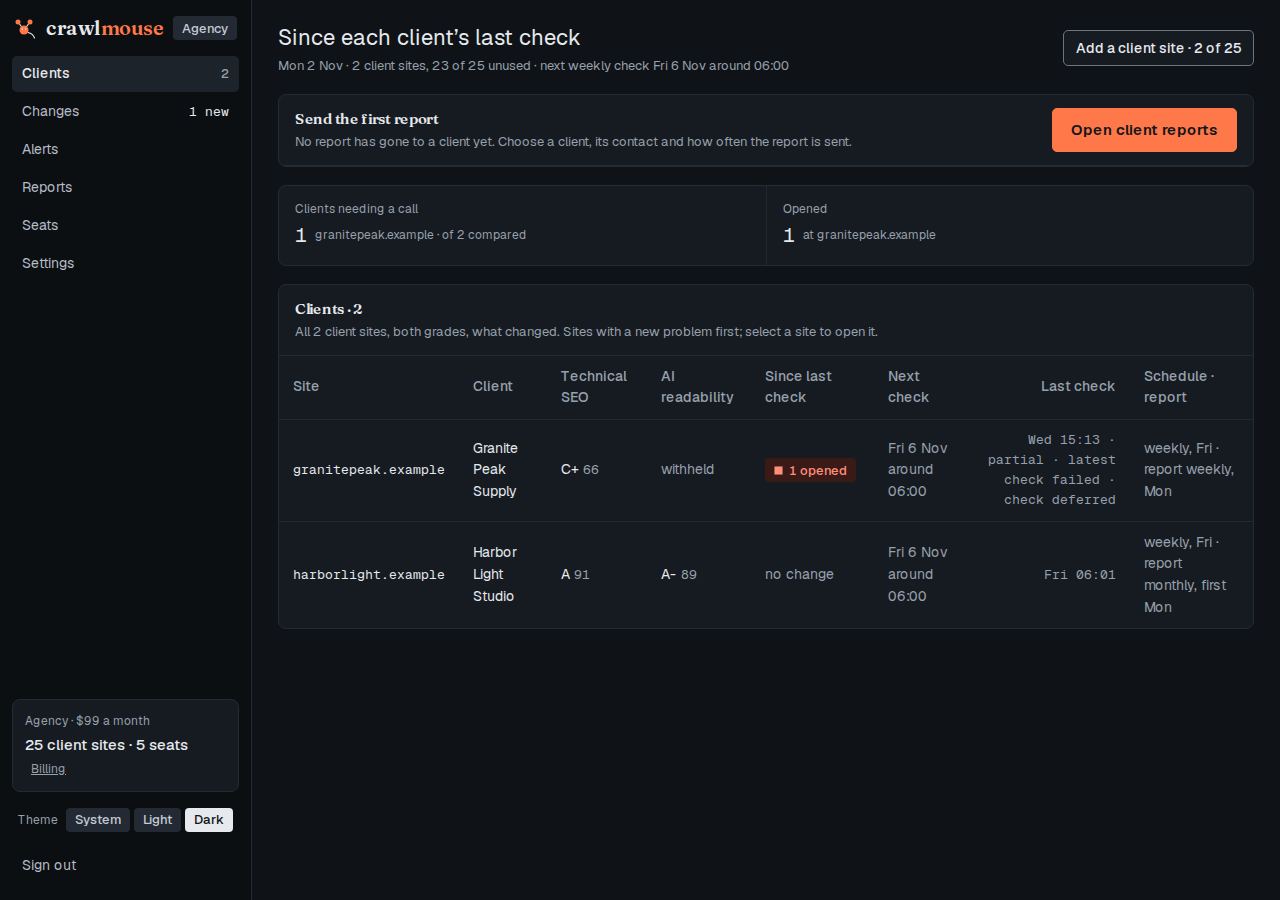 crawlmouse Agency
Clients 2
Changes 1 new
Alerts
Reports
Seats
Settings
Agency · $99 a month
25 client sites · 5 seats
Billing
Theme System Light Dark
Sign out
Since each client’s last check
Mon 2 Nov · 2 client sites, 23 of 25 unused · next weekly check Fri 6 Nov around 06:00
Add a client site · 2 of 25
Send the first report
No report has gone to a client yet. Choose a client, its contact and how often the report is sent.
Open client reports
Clients needing a call
1 granitepeak.example · of 2 compared
Opened
1 at granitepeak.example
Clients · 2
All 2 client sites, both grades, what changed. Sites with a new problem first; select a site to open it.
Site
Client
Technical
SEO
AI
readability
Since last
check
Next
check
Last check
Schedule ·
report
granitepeak.example
Granite
Peak
Supply
C+ 66
withheld
1 opened
Fri 6 Nov
around
06:00
Wed 15:13 ·
partial · latest
check failed ·
check deferred
weekly, Fri ·
report weekly,
Mon
harborlight.example
Harbor
Light
Studio
A 91
A- 89
no change
Fri 6 Nov
around
06:00
Fri 06:01
weekly, Fri ·
report
monthly, first
Mon